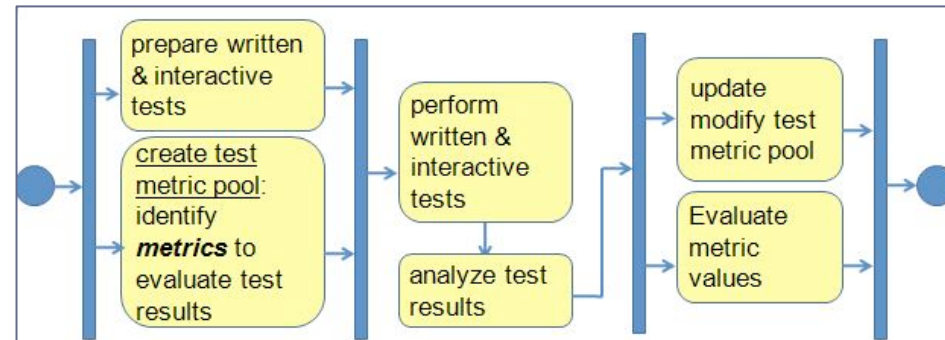 prepare written
& interactive
tests
create test
metric pool:
identify
metrics to
evaluate test
results
perform
written &
interactive
tests
analyze test
results
update
modify test
metric pool
Evaluate
metric
values